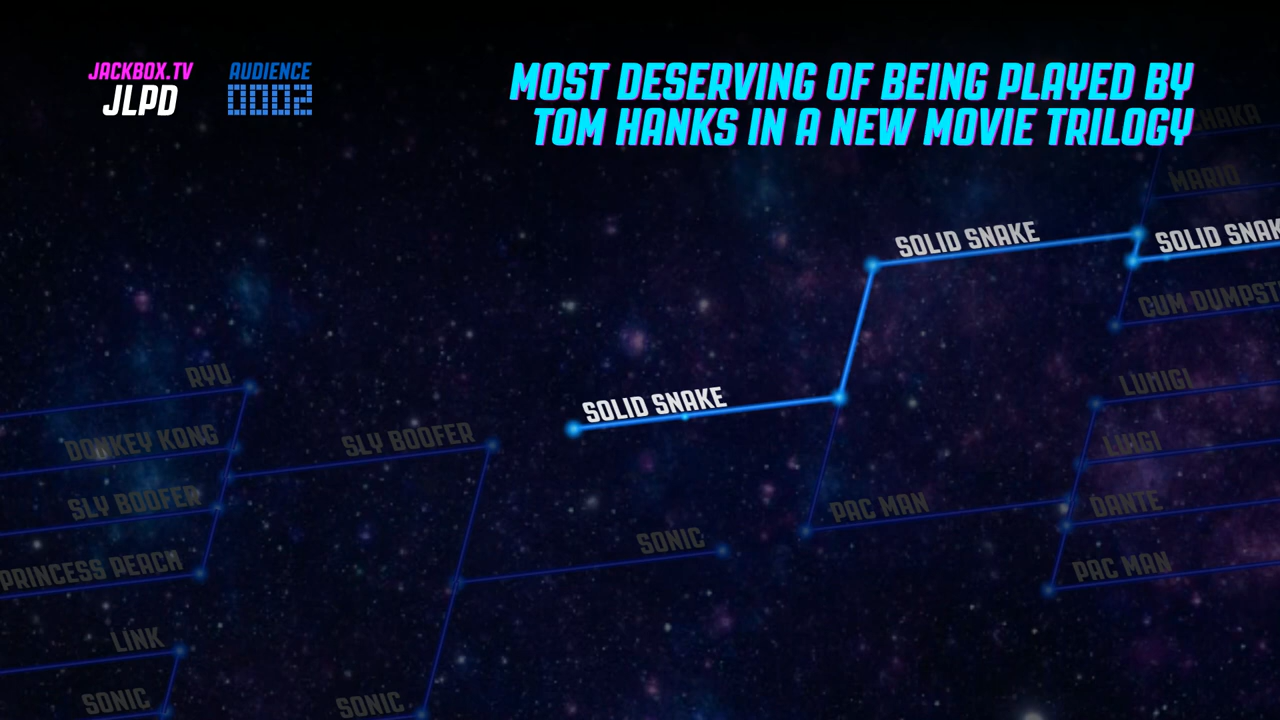 JACKBOX.TV
JLPD
AUDIENCE
0002
MOST DESERVING OF BEING PLAYED BY
TOM HANKS IN A NEW MOVIE TRILOGY
MARIO
SOLID SNAKE
SOLID SNAK
CUM DUMPST
RYU
LUMIGI
SOLID SNAKE
DONKEY KONG
SLY BOOFER
LUIGI
SLY BOOFER
PAC MAN
DANTE
SONIC
PRINCESS PEACH
PAC MAN
LINK
SONIC
SONIC